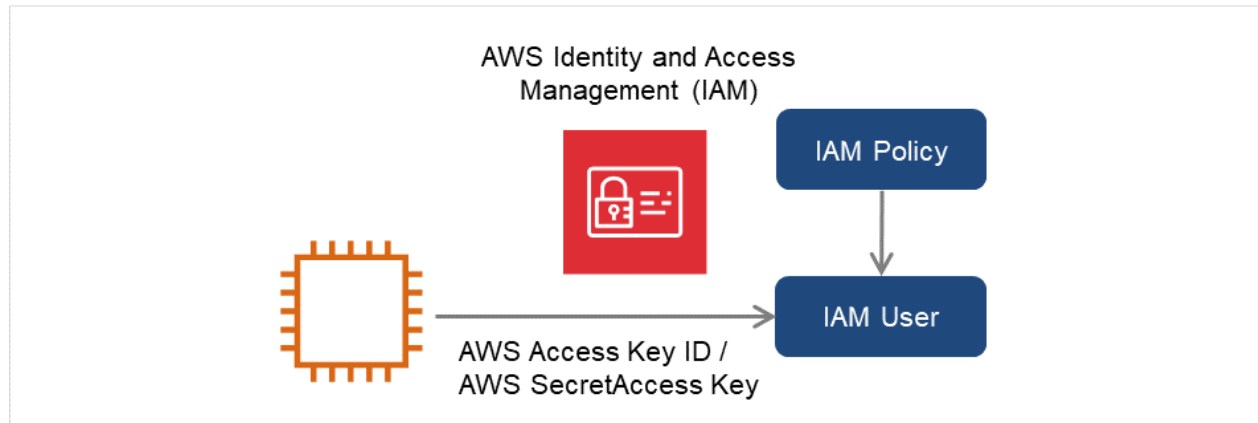 AWS Identity and Access
Management (IAM)
IAM Policy
IAM User
AWS Access Key ID /
AWS SecretAccess Key